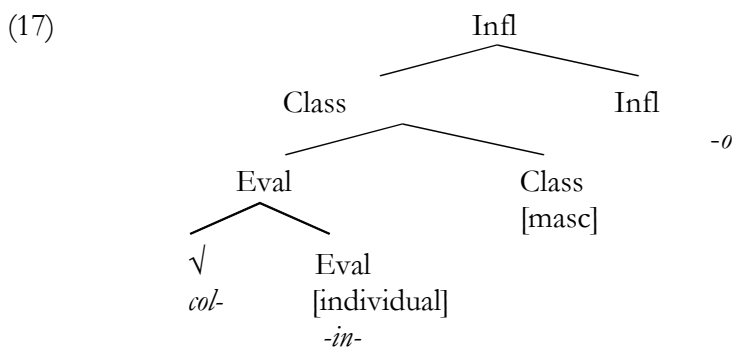 (17) Infl
Class Infl
-o
Eval Class
[masc]
√ Eval
col- [individual]
-in-